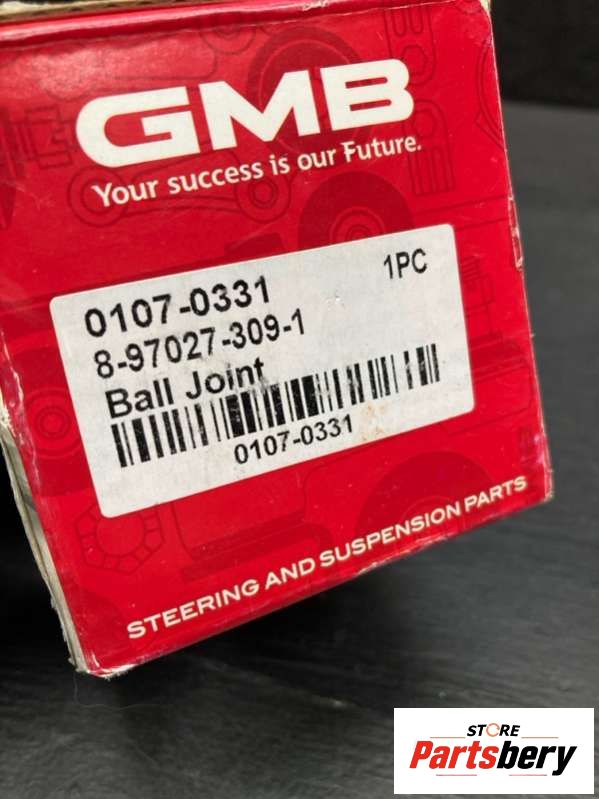 GMB
Your success is our Future.
0107-0331 1PC
8-97027-309-1
Ball Joint
0107-0331
STEERING AND SUSPENSION PARTS
STORE
Partsbery